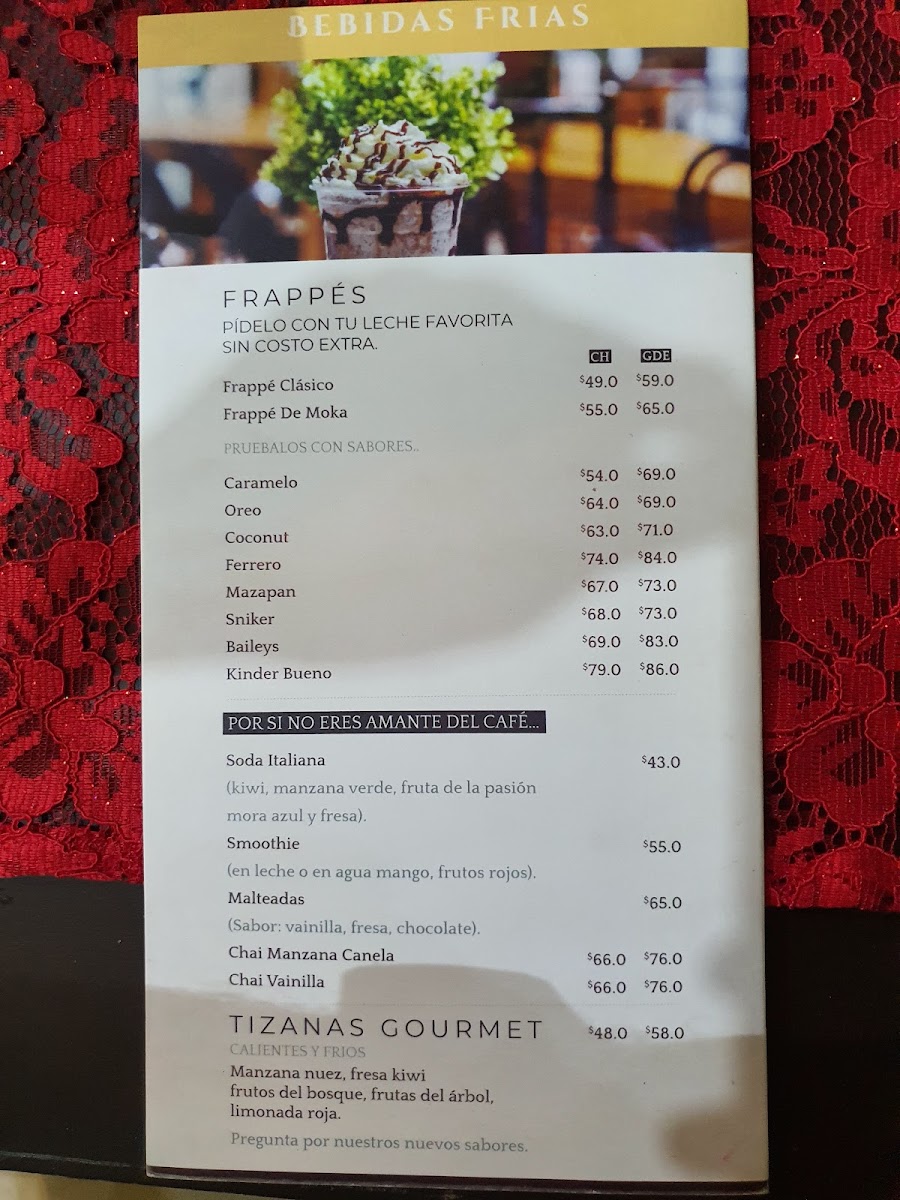 BEBIDAS FRIAS
FRAPPÉS
PÍDELO CON TU LECHE FAVORITA
SIN COSTO EXTRA.
CH GDE
Frappé Clásico $49.0 $59.0
Frappé De Moka $55.0 $65.0
PRUEBALOS CON SABORES..
Caramelo $54.0 $69.0
Oreo $64.0 $69.0
Coconut $63.0 $71.0
Ferrero $74.0 $84.0
Mazapan $67.0 $73.0
Sniker $68.0 $73.0
Baileys $69.0 $83.0
Kinder Bueno $79.0 $86.0
POR SI NO ERES AMANTE DEL CAFÉ...
Soda Italiana $43.0
(kiwi, manzana verde, fruta de la pasión
mora azul y fresa).
Smoothie $55.0
(en leche o en agua mango, frutos rojos).
Malteadas $65.0
(Sabor: vainilla, fresa, chocolate).
Chai Manzana Canela $66.0 $76.0
Chai Vainilla $66.0 $76.0
TIZANAS GOURMET $48.0 $58.0
CALIENTES Y FRIOS
Manzana nuez, fresa kiwi
frutos del bosque, frutas del árbol,
limonada roja.
Pregunta por nuestros nuevos sabores.